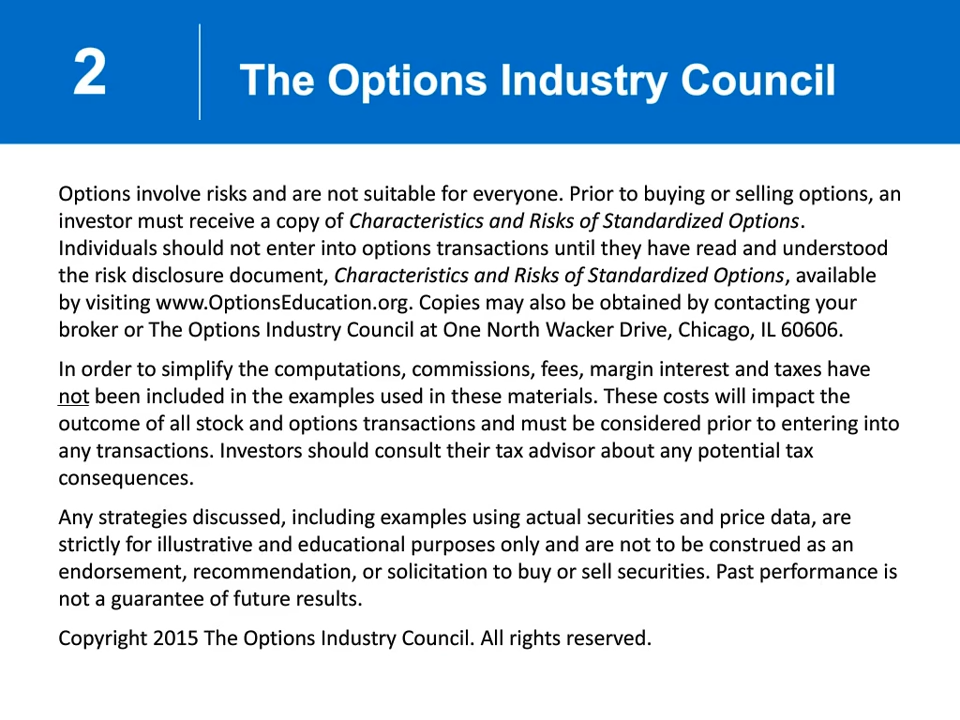 2
The Options Industry Council
Options involve risks and are not suitable for everyone. Prior to buying or selling options, an
investor must receive a copy of Characteristics and Risks of Standardized Options.
Individuals should not enter into options transactions until they have read and understood
the risk disclosure document, Characteristics and Risks of Standardized Options, available
by visiting www.OptionsEducation.org. Copies may also be obtained by contacting your
broker or The Options Industry Council at One North Wacker Drive, Chicago, IL 60606.
In order to simplify the computations, commissions, fees, margin interest and taxes have
not been included in the examples used in these materials. These costs will impact the
outcome of all stock and options transactions and must be considered prior to entering into
any transactions. Investors should consult their tax advisor about any potential tax
consequences.
Any strategies discussed, including examples using actual securities and price data, are
strictly for illustrative and educational purposes only and are not to be construed as an
endorsement, recommendation, or solicitation to buy or sell securities. Past performance is
not a guarantee of future results.
Copyright 2015 The Options Industry Council. All rights reserved.